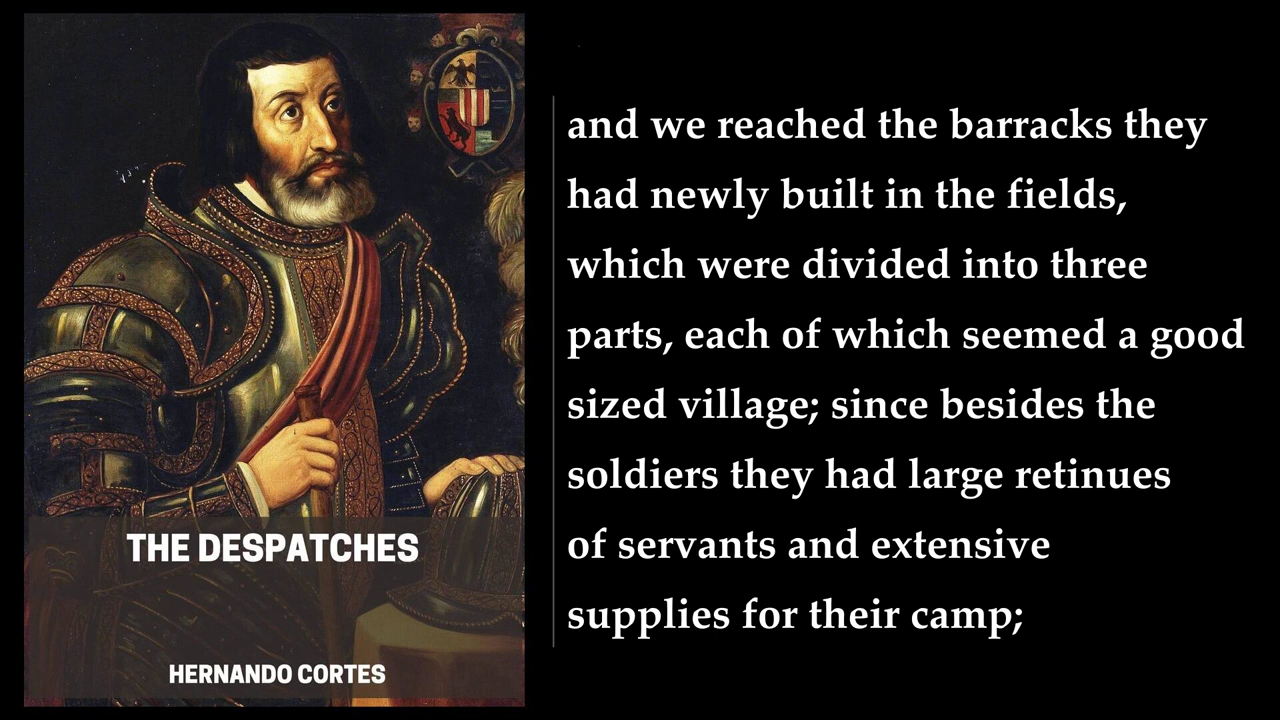 THE DESPATCHES
HERNANDO CORTES
and we reached the barracks they
had newly built in the fields,
which were divided into three
parts, each of which seemed a good
sized village; since besides the
soldiers they had large retinues
of servants and extensive
supplies for their camp;